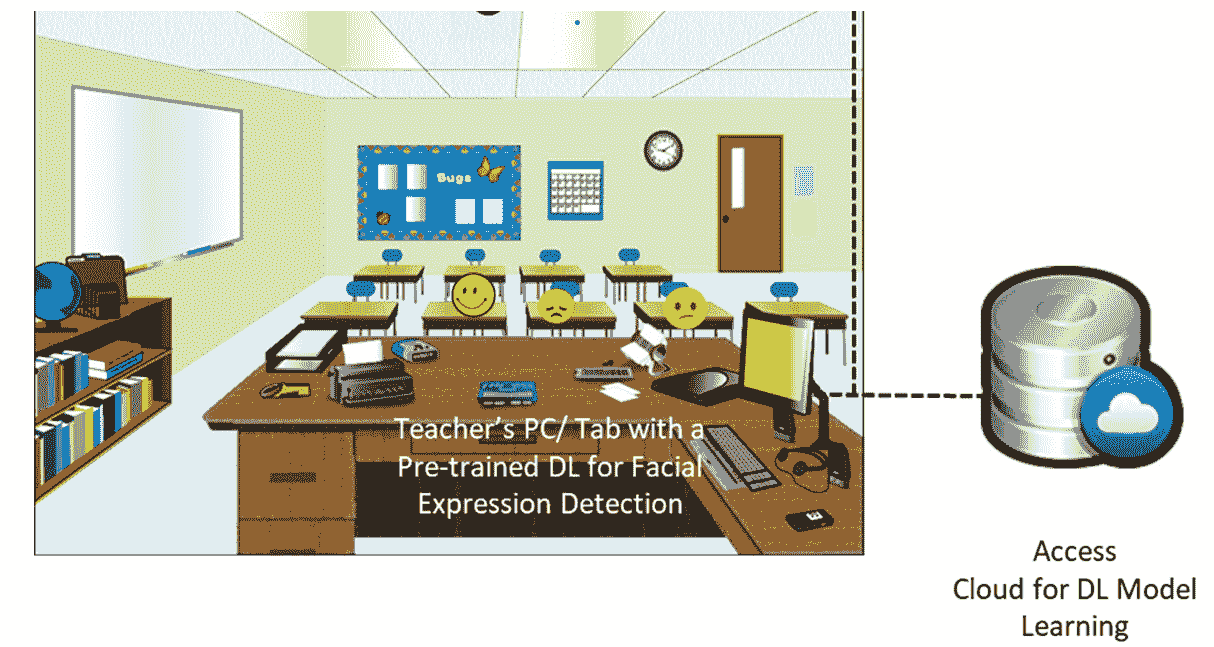 Bugs
Teacher's PC/ Tab with a
Pre-trained DL for Facial
Expression Detection
Access
Cloud for DL Model
Learning